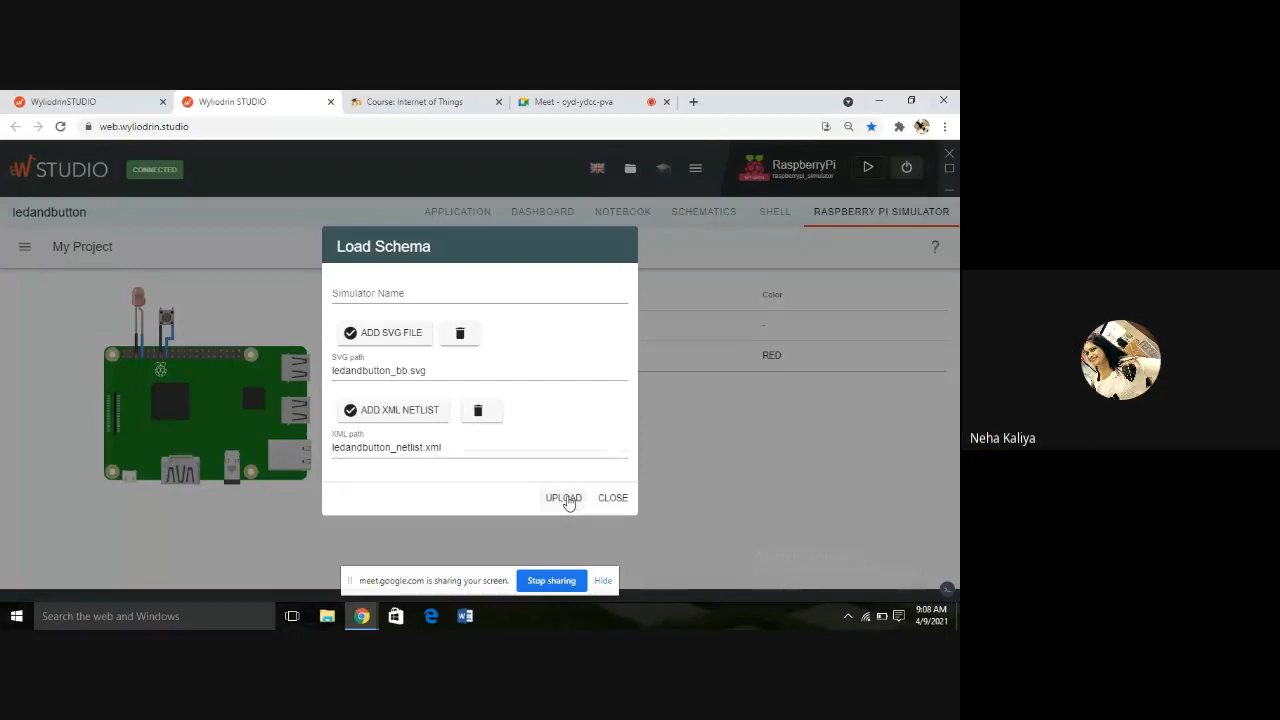 WyliodrinSTUDIO
Wyliodrin STUDIO
Course: Internet of Things
Meet - oyd-ydcc-pva
web.wyliodrin.studio
STUDIO
CONNECTED
RaspberryPi
raspberrypi_simulator
ledandbutton
APPLICATION
DASHBOARD
NOTEBOOK
SCHEMATICS
SHELL
RASPBERRY PI SIMULATOR
My Project
?
Load Schema
Simulator Name
Color
ADD SVG FILE
-
SVG path
ledandbutton_bb.svg
RED
ADD XML NETLIST
XML path
ledandbutton_netlist.xml
UPLOAD
CLOSE
meet.google.com is sharing your screen.
Stop sharing
Hide
Search the web and Windows
9:08 AM
4/9/2021
Neha Kaliya